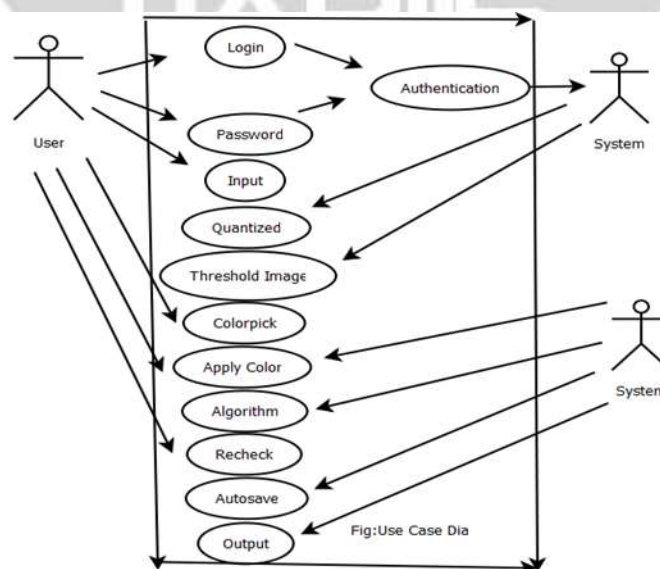 Login
Authentication
User
Password
System
Input
Quantized
Threshold Image
Colorpick
Apply Color
System
Algorithm
Recheck
Autosave
Fig:Use Case Dia
Output